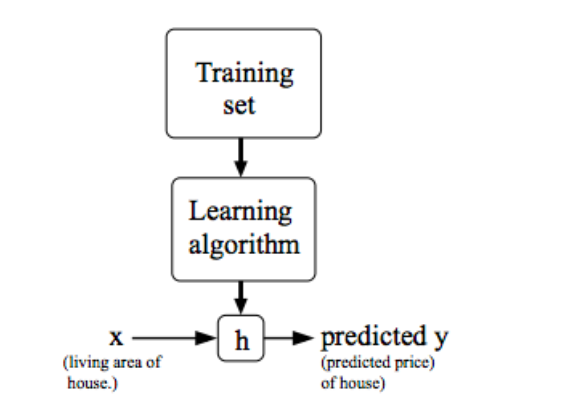 Training
set
Learning
algorithm
x
h
predicted y
(living area of
house.)
(predicted price)
of house)